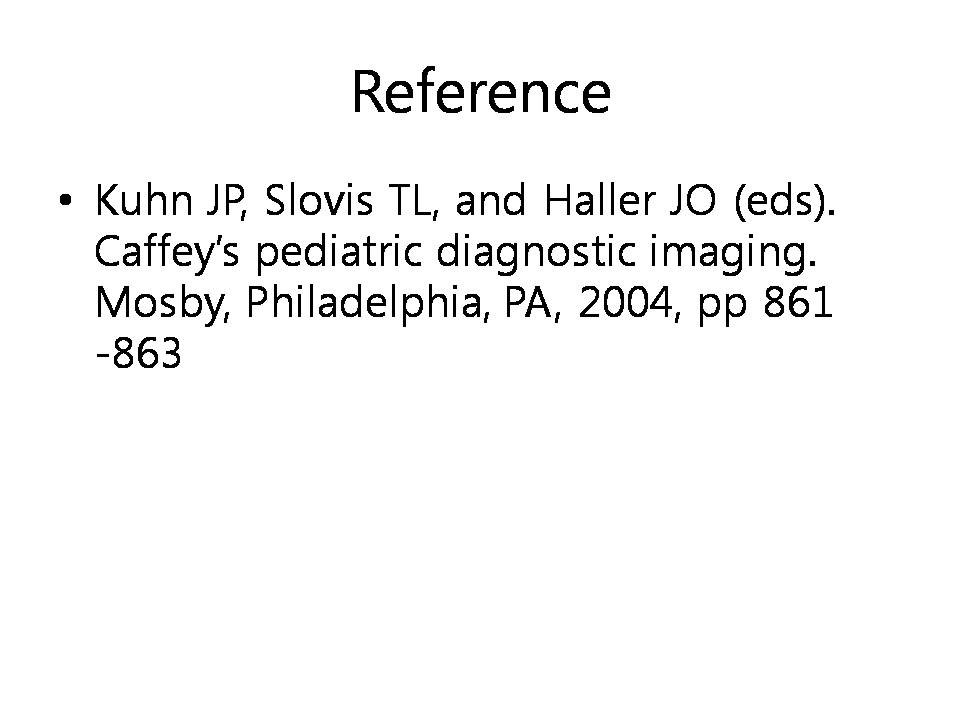 Reference
• Kuhn JP, Slovis TL, and Haller JO (eds).
Caffey’s pediatric diagnostic imaging.
Mosby, Philadelphia, PA, 2004, pp 861
-863